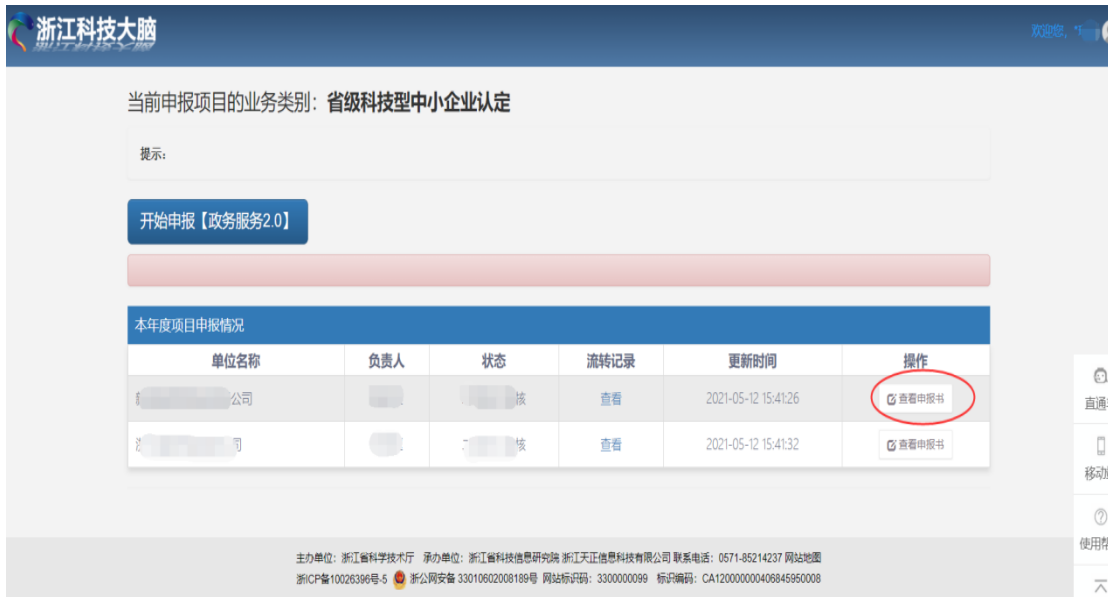 浙江科技大脑
欢迎您,
当前申报项目的业务类别：省级科技型中小企业认定
提示：
开始申报【政务服务2.0】
本年度项目申报情况
单位名称 负责人 状态 流转记录 更新时间 操作
公司 核 查看 2021-05-12 15:41:26 查看申报书
司 核 查看 2021-05-12 15:41:32 查看申报书
直通
移动
使用帮
主办单位：浙江省科学技术厅 承办单位：浙江省科技信息研究院 浙江天正信息科技有限公司 联系电话：0571-85214237 网站地图
浙ICP备10026396号-5 浙公网安备 33010602008189号 网站标识码：3300000099 标识编码：CA120000000406845950008